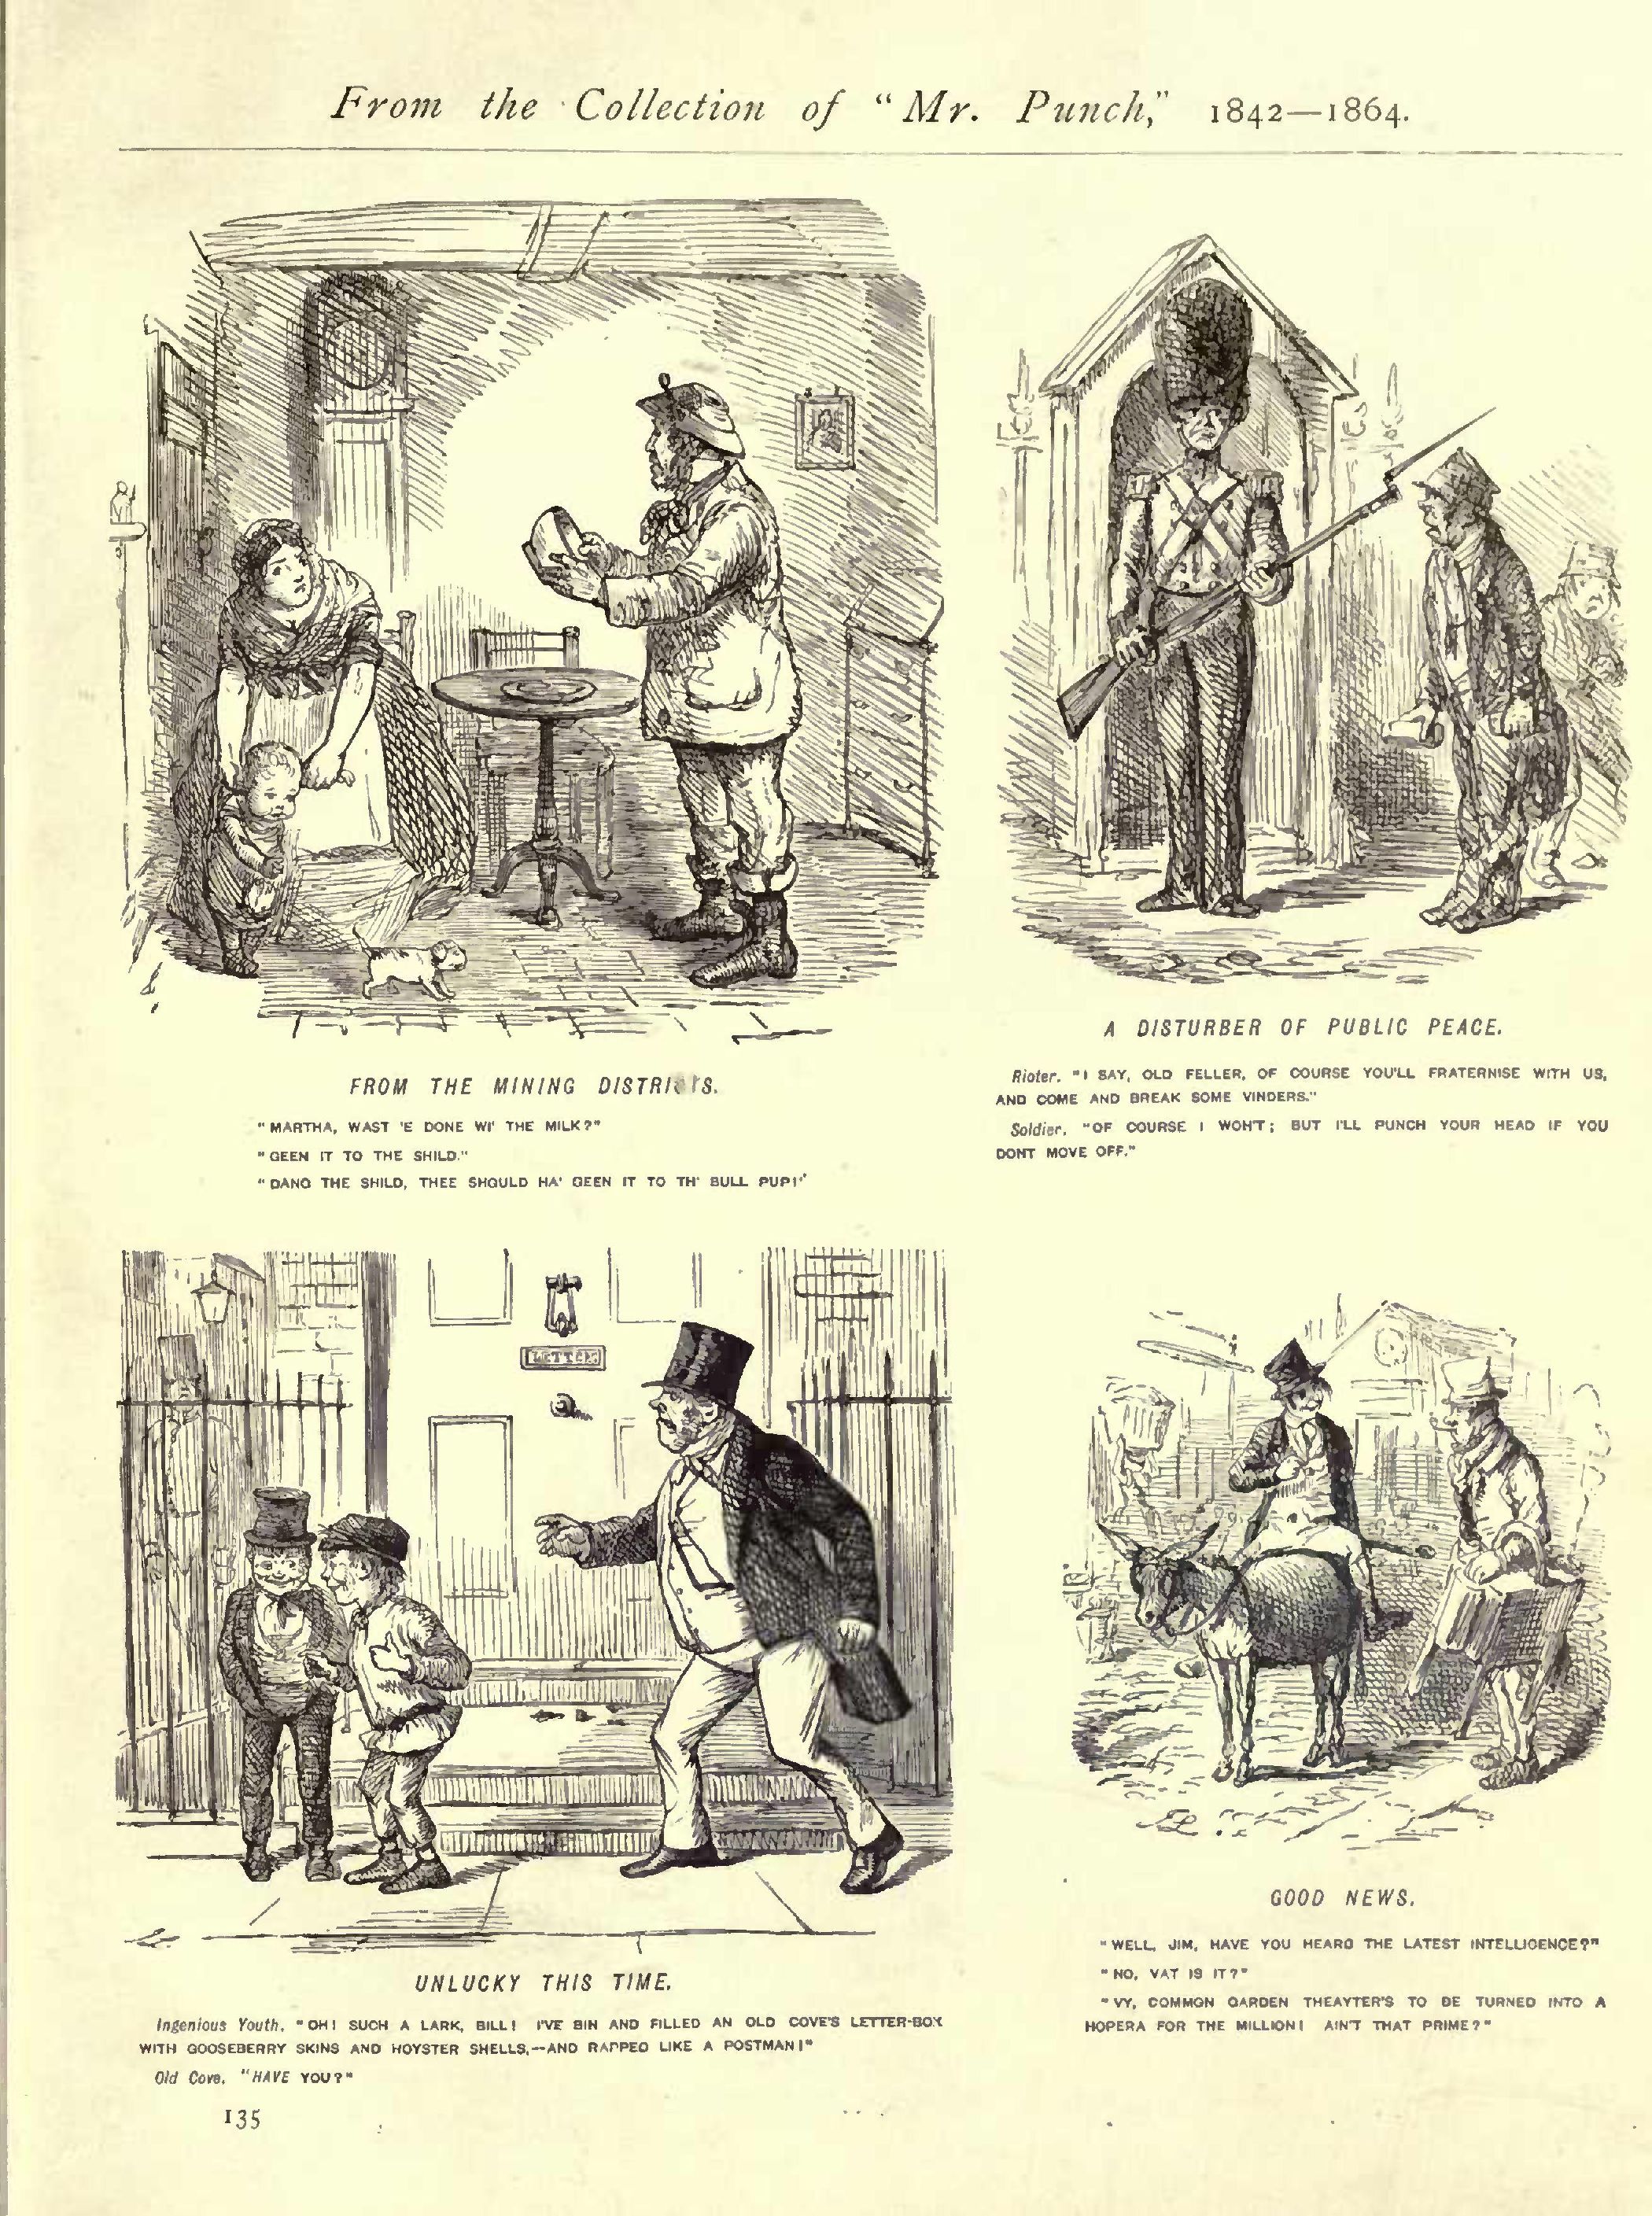 From the Collection of "Mr. Punch," 1842—1864.
FROM THE MINING DISTRICTS.
"MARTHA, WAST 'E DONE WI' THE MILK?"
"GEEN IT TO THE SHILD."
"DANG THE SHILD, THEE SHOULD HA' GEEN IT TO TH' BULL PUP!"
A DISTURBER OF PUBLIC PEACE.
Rioter. "I SAY, OLD FELLER, OF COURSE YOU'LL FRATERNISE WITH US,
AND COME AND BREAK SOME VINDERS."
Soldier. "OF COURSE I WON'T; BUT I'LL PUNCH YOUR HEAD IF YOU
DONT MOVE OFF."
LETTERS
UNLUCKY THIS TIME.
Ingenious Youth. "OH! SUCH A LARK, BILL! I'VE BIN AND FILLED AN OLD COVE'S LETTER-BOX
WITH GOOSEBERRY SKINS AND HOYSTER SHELLS,—AND RAPPED LIKE A POSTMAN!"
Old Cove. "HAVE YOU?"
GOOD NEWS.
"WELL, JIM, HAVE YOU HEARD THE LATEST INTELLIGENCE?"
"NO, VAT IS IT?"
"VY, COMMON GARDEN THEAYTER'S TO BE TURNED INTO A
HOPERA FOR THE MILLION! AIN'T THAT PRIME?"
135